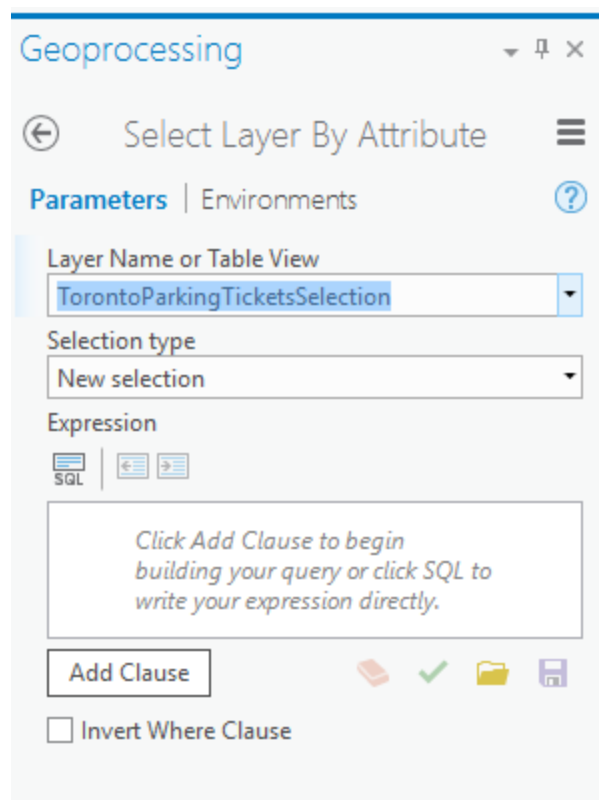 Geoprocessing
Select Layer By Attribute
Parameters | Environments
Layer Name or Table View
TorontoParkingTicketsSelection
Selection type
New selection
Expression
SQL
Click Add Clause to begin
building your query or click SQL to
write your expression directly.
Add Clause
Invert Where Clause